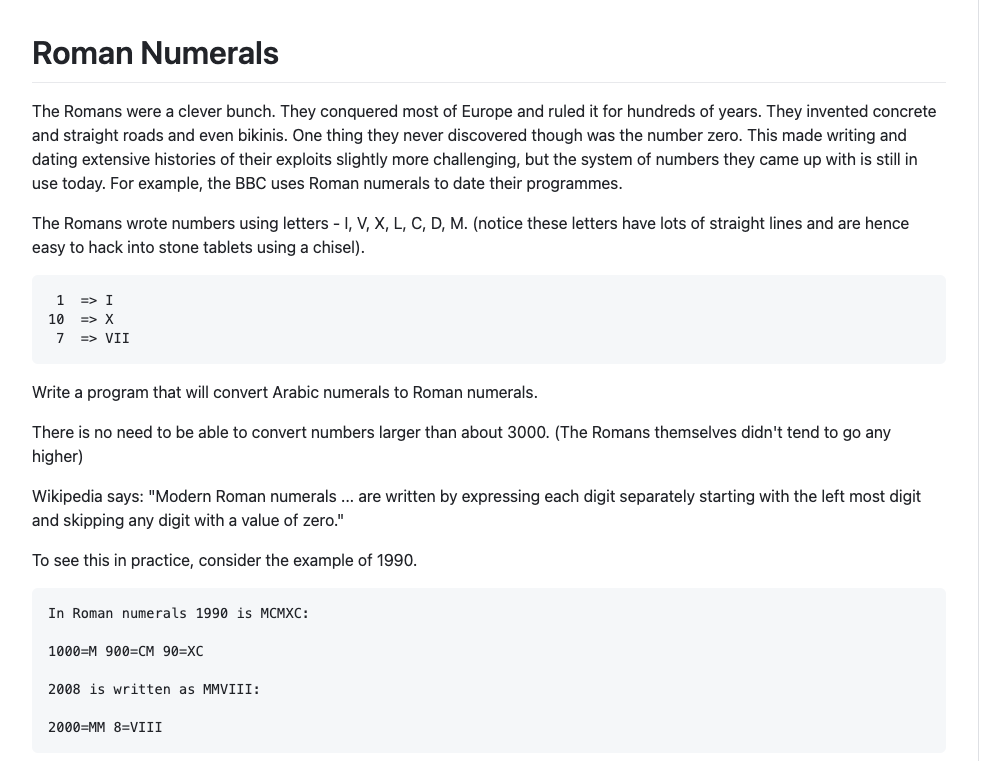 Roman Numerals
The Romans were a clever bunch. They conquered most of Europe and ruled it for hundreds of years. They invented concrete
and straight roads and even bikinis. One thing they never discovered though was the number zero. This made writing and
dating extensive histories of their exploits slightly more challenging, but the system of numbers they came up with is still in
use today. For example, the BBC uses Roman numerals to date their programmes.
The Romans wrote numbers using letters - I, V, X, L, C, D, M. (notice these letters have lots of straight lines and are hence
easy to hack into stone tablets using a chisel).
1 => I
10 => X
7 => VII
Write a program that will convert Arabic numerals to Roman numerals.
There is no need to be able to convert numbers larger than about 3000. (The Romans themselves didn't tend to go any
higher)
Wikipedia says: "Modern Roman numerals ... are written by expressing each digit separately starting with the left most digit
and skipping any digit with a value of zero."
To see this in practice, consider the example of 1990.
In Roman numerals 1990 is MCMXC:
1000=M 900=CM 90=XC
2008 is written as MMVIII:
2000=MM 8=VIII